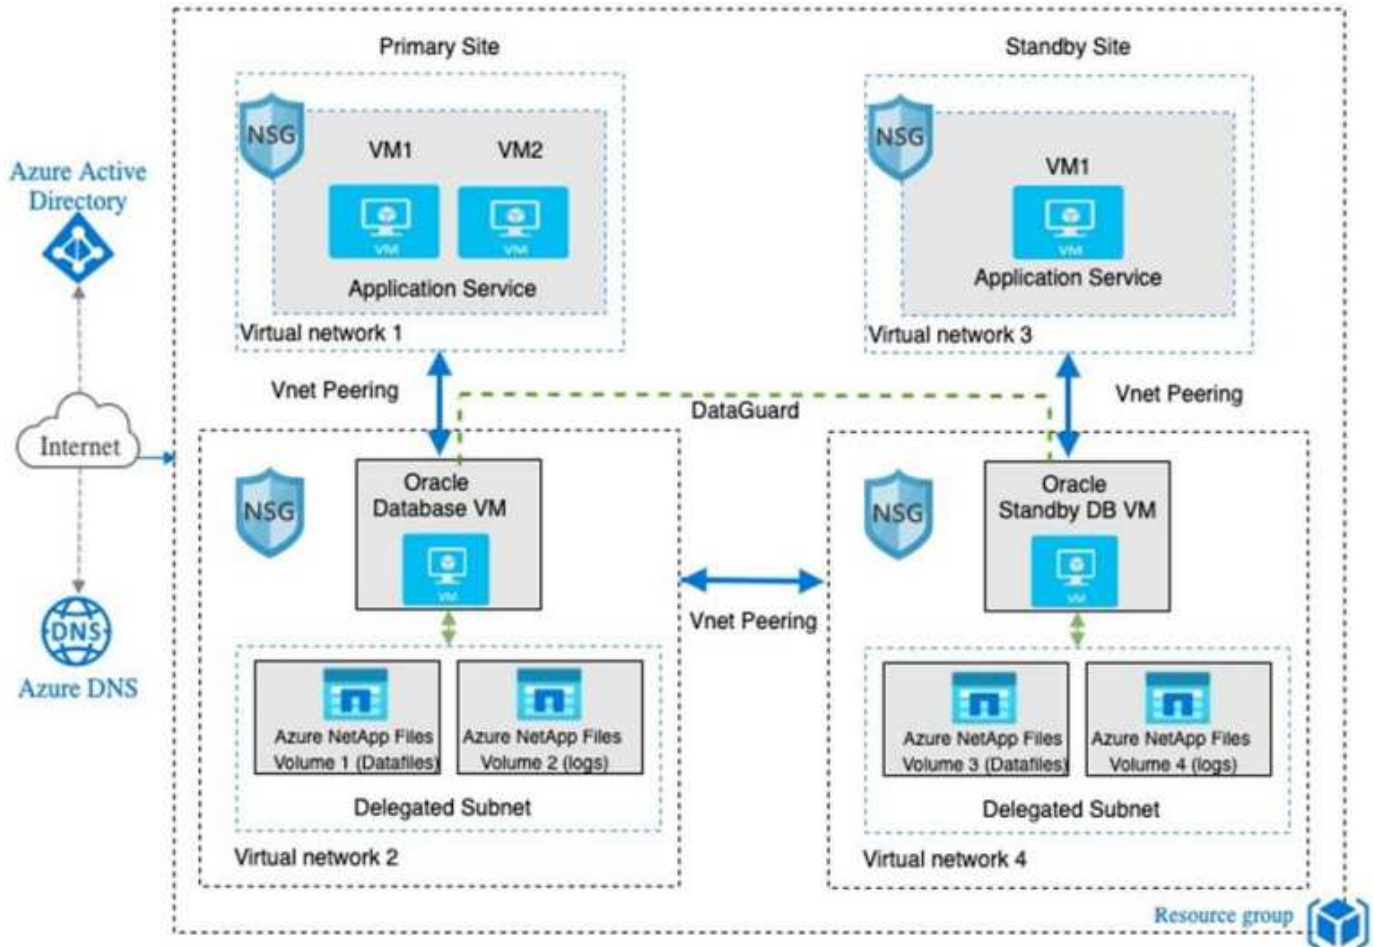 Primary Site
Standby Site
NSG
VM1
VM2
VM
VM
Application Service
Virtual network 1
NSG
VM1
VM
Application Service
Virtual network 3
Azure Active
Directory
Internet
DNS
Azure DNS
Vnet Peering
DataGuard
Vnet Peering
NSG
Oracle
Database VM
VM
Azure NetApp Files
Volume 1 (Datafiles)
Azure NetApp Files
Volume 2 (logs)
Delegated Subnet
Virtual network 2
Vnet Peering
NSG
Oracle
Standby DB VM
VM
Azure NetApp Files
Volume 3 (Datafiles)
Azure NetApp Files
Volume 4 (logs)
Delegated Subnet
Virtual network 4
Resource group